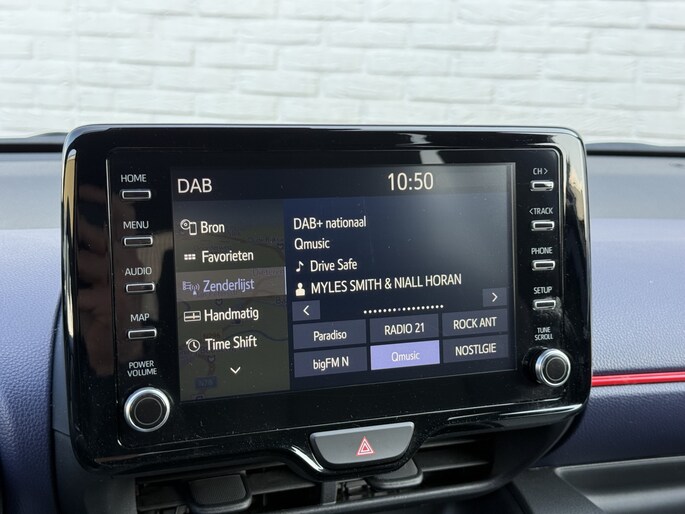 HOME
MENU
AUDIO
MAP
POWER
VOLUME
DAB
10:50
Bron
Favorieten
Zenderlijst
Handmatig
Time Shift
DAB+ nationaal
Qmusic
Drive Safe
MYLES SMITH & NIALL HORAN
Paradiso
RADIO 21
ROCK ANT
bigFM N
Qmusic
NOSTLGIE
CH >
< TRACK
PHONE
SETUP
TUNE
SCROLL